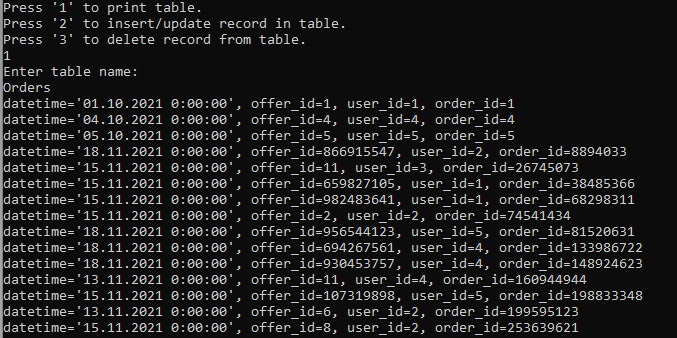 Press '1' to print table.
Press '2' to insert/update record in table.
Press '3' to delete record from table.
1
Enter table name:
Orders
datetime='01.10.2021 0:00:00', offer_id=1, user_id=1, order_id=1
datetime='04.10.2021 0:00:00', offer_id=4, user_id=4, order_id=4
datetime='05.10.2021 0:00:00', offer_id=5, user_id=5, order_id=5
datetime='18.11.2021 0:00:00', offer_id=866915547, user_id=2, order_id=8894033
datetime='15.11.2021 0:00:00', offer_id=11, user_id=3, order_id=26745073
datetime='15.11.2021 0:00:00', offer_id=659827105, user_id=1, order_id=38485366
datetime='15.11.2021 0:00:00', offer_id=982483641, user_id=1, order_id=68298311
datetime='15.11.2021 0:00:00', offer_id=2, user_id=2, order_id=74541434
datetime='18.11.2021 0:00:00', offer_id=956544123, user_id=5, order_id=81520631
datetime='18.11.2021 0:00:00', offer_id=694267561, user_id=4, order_id=133986722
datetime='18.11.2021 0:00:00', offer_id=930453757, user_id=4, order_id=148924623
datetime='13.11.2021 0:00:00', offer_id=11, user_id=4, order_id=160944944
datetime='15.11.2021 0:00:00', offer_id=107319898, user_id=5, order_id=198833348
datetime='13.11.2021 0:00:00', offer_id=6, user_id=2, order_id=199595123
datetime='15.11.2021 0:00:00', offer_id=8, user_id=2, order_id=253639621